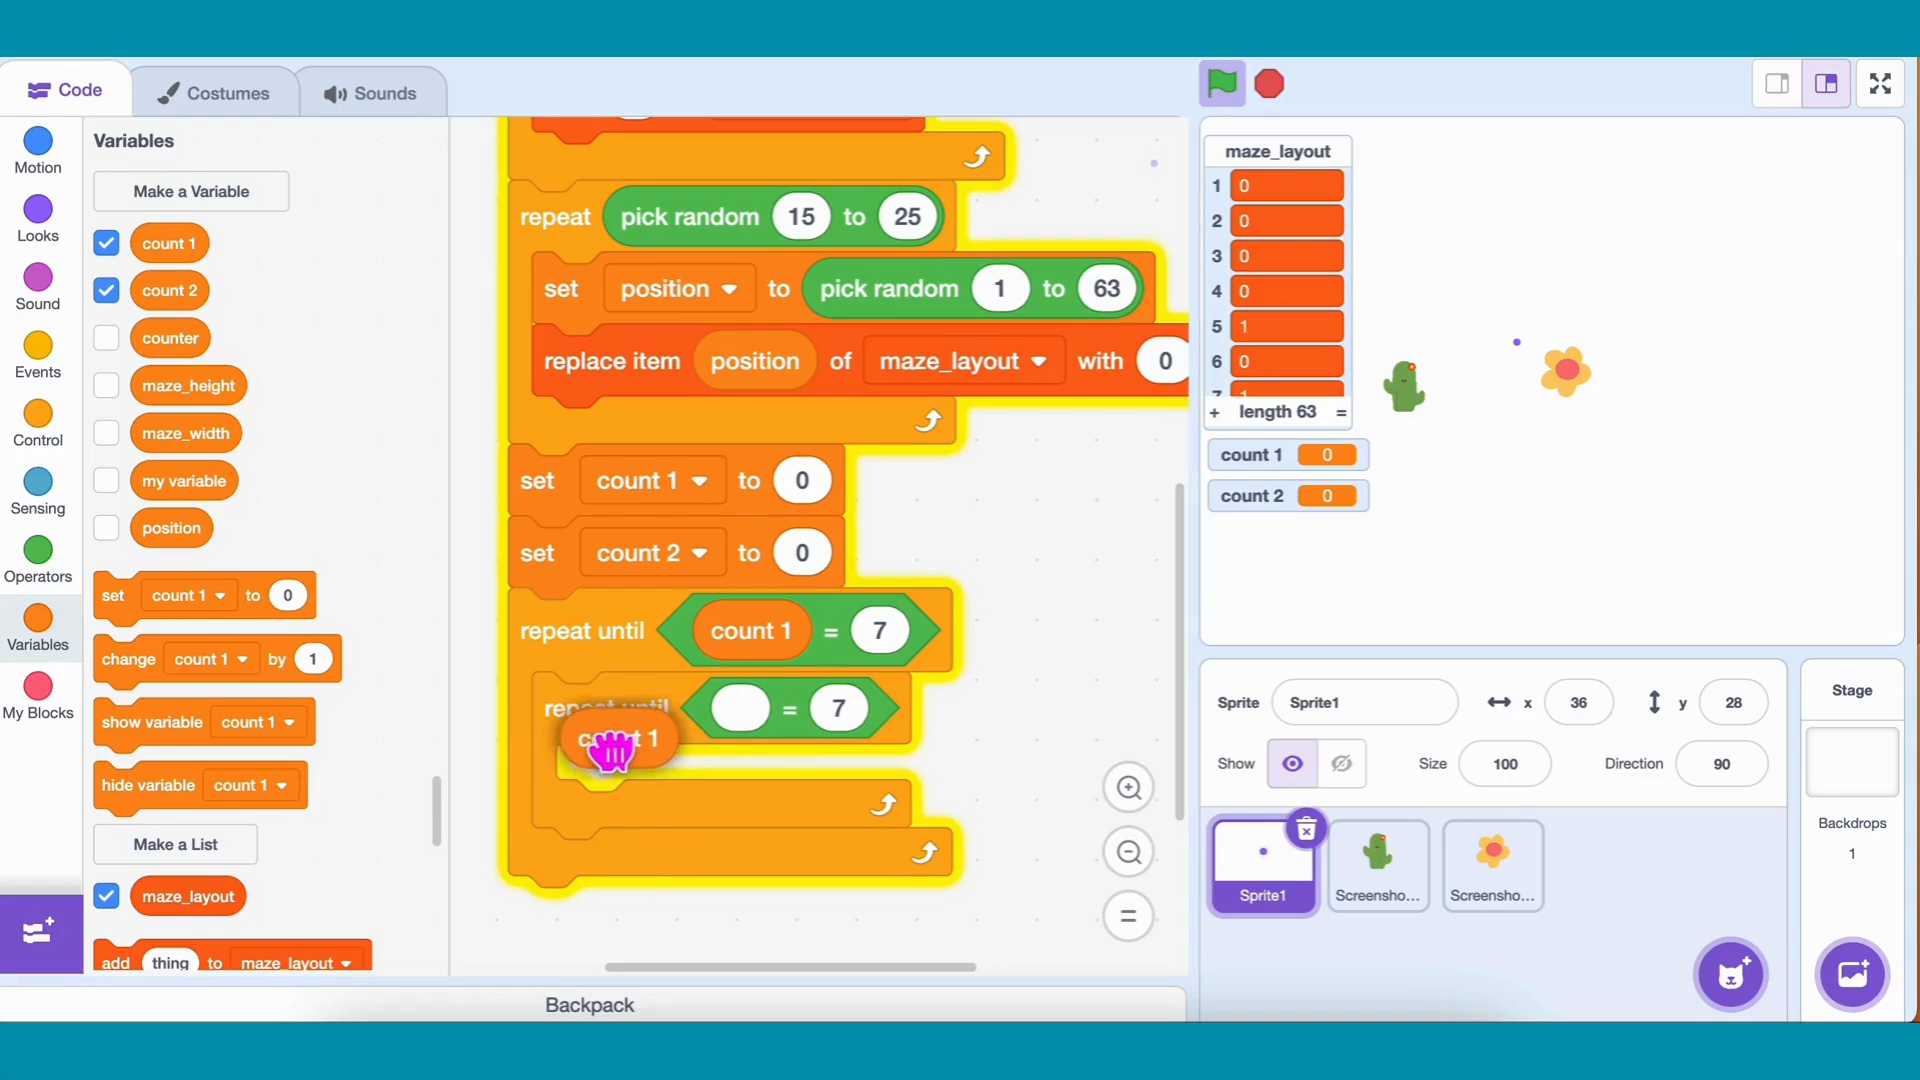 Code
Costumes
Sounds
Motion
Looks
Sound
Events
Control
Sensing
Operators
Variables
My Blocks
Variables
Make a Variable
count 1
count 2
counter
maze_height
maze_width
my variable
position
set count 1 to 0
change count 1 by 1
show variable count 1
hide variable count 1
Make a List
maze_layout
add thing to maze_layout
repeat pick random 15 to 25
set position to pick random 1 to 63
replace item position of maze_layout with 0
set count 1 to 0
set count 2 to 0
repeat until count 1 = 7
repeat until = 7
count 1
Backpack
maze_layout
1 0
2 0
3 0
4 0
5 1
6 0
7 1
+ length 63 =
count 1 0
count 2 0
Sprite Sprite1 x 36 y 28
Show Size 100 Direction 90
Sprite1
Screensho...
Screensho...
Stage
Backdrops
1